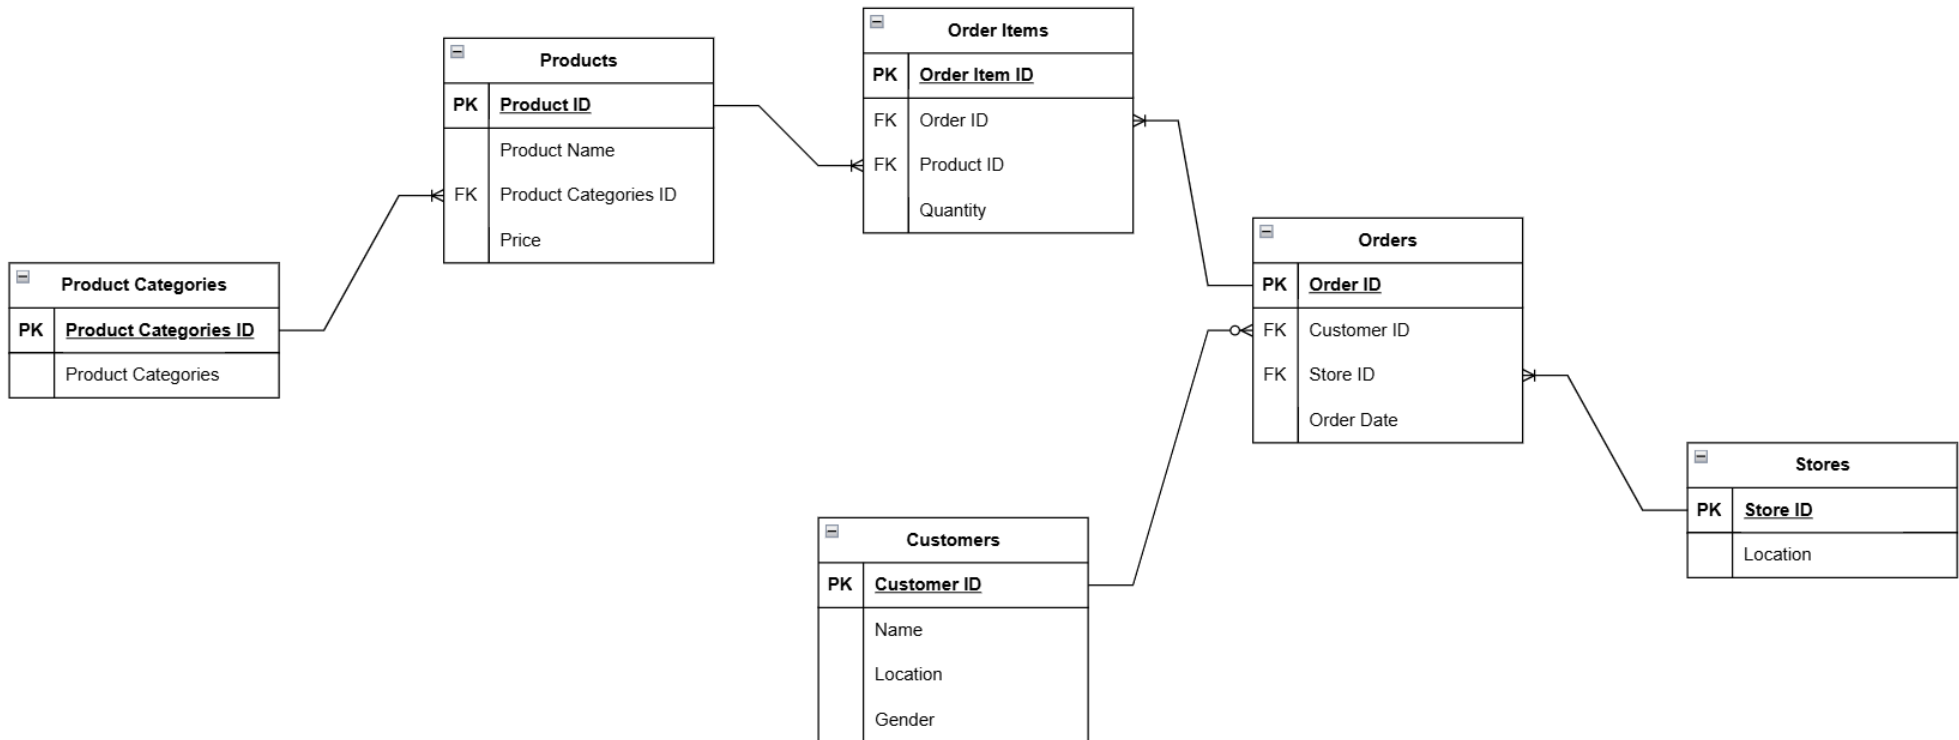 Order Items
PK Order Item ID
FK Order ID
FK Product ID
Quantity
Products
PK Product ID
Product Name
FK Product Categories ID
Price
Product Categories
PK Product Categories ID
Product Categories
Orders
PK Order ID
FK Customer ID
FK Store ID
Order Date
Customers
PK Customer ID
Name
Location
Gender
Stores
PK Store ID
Location